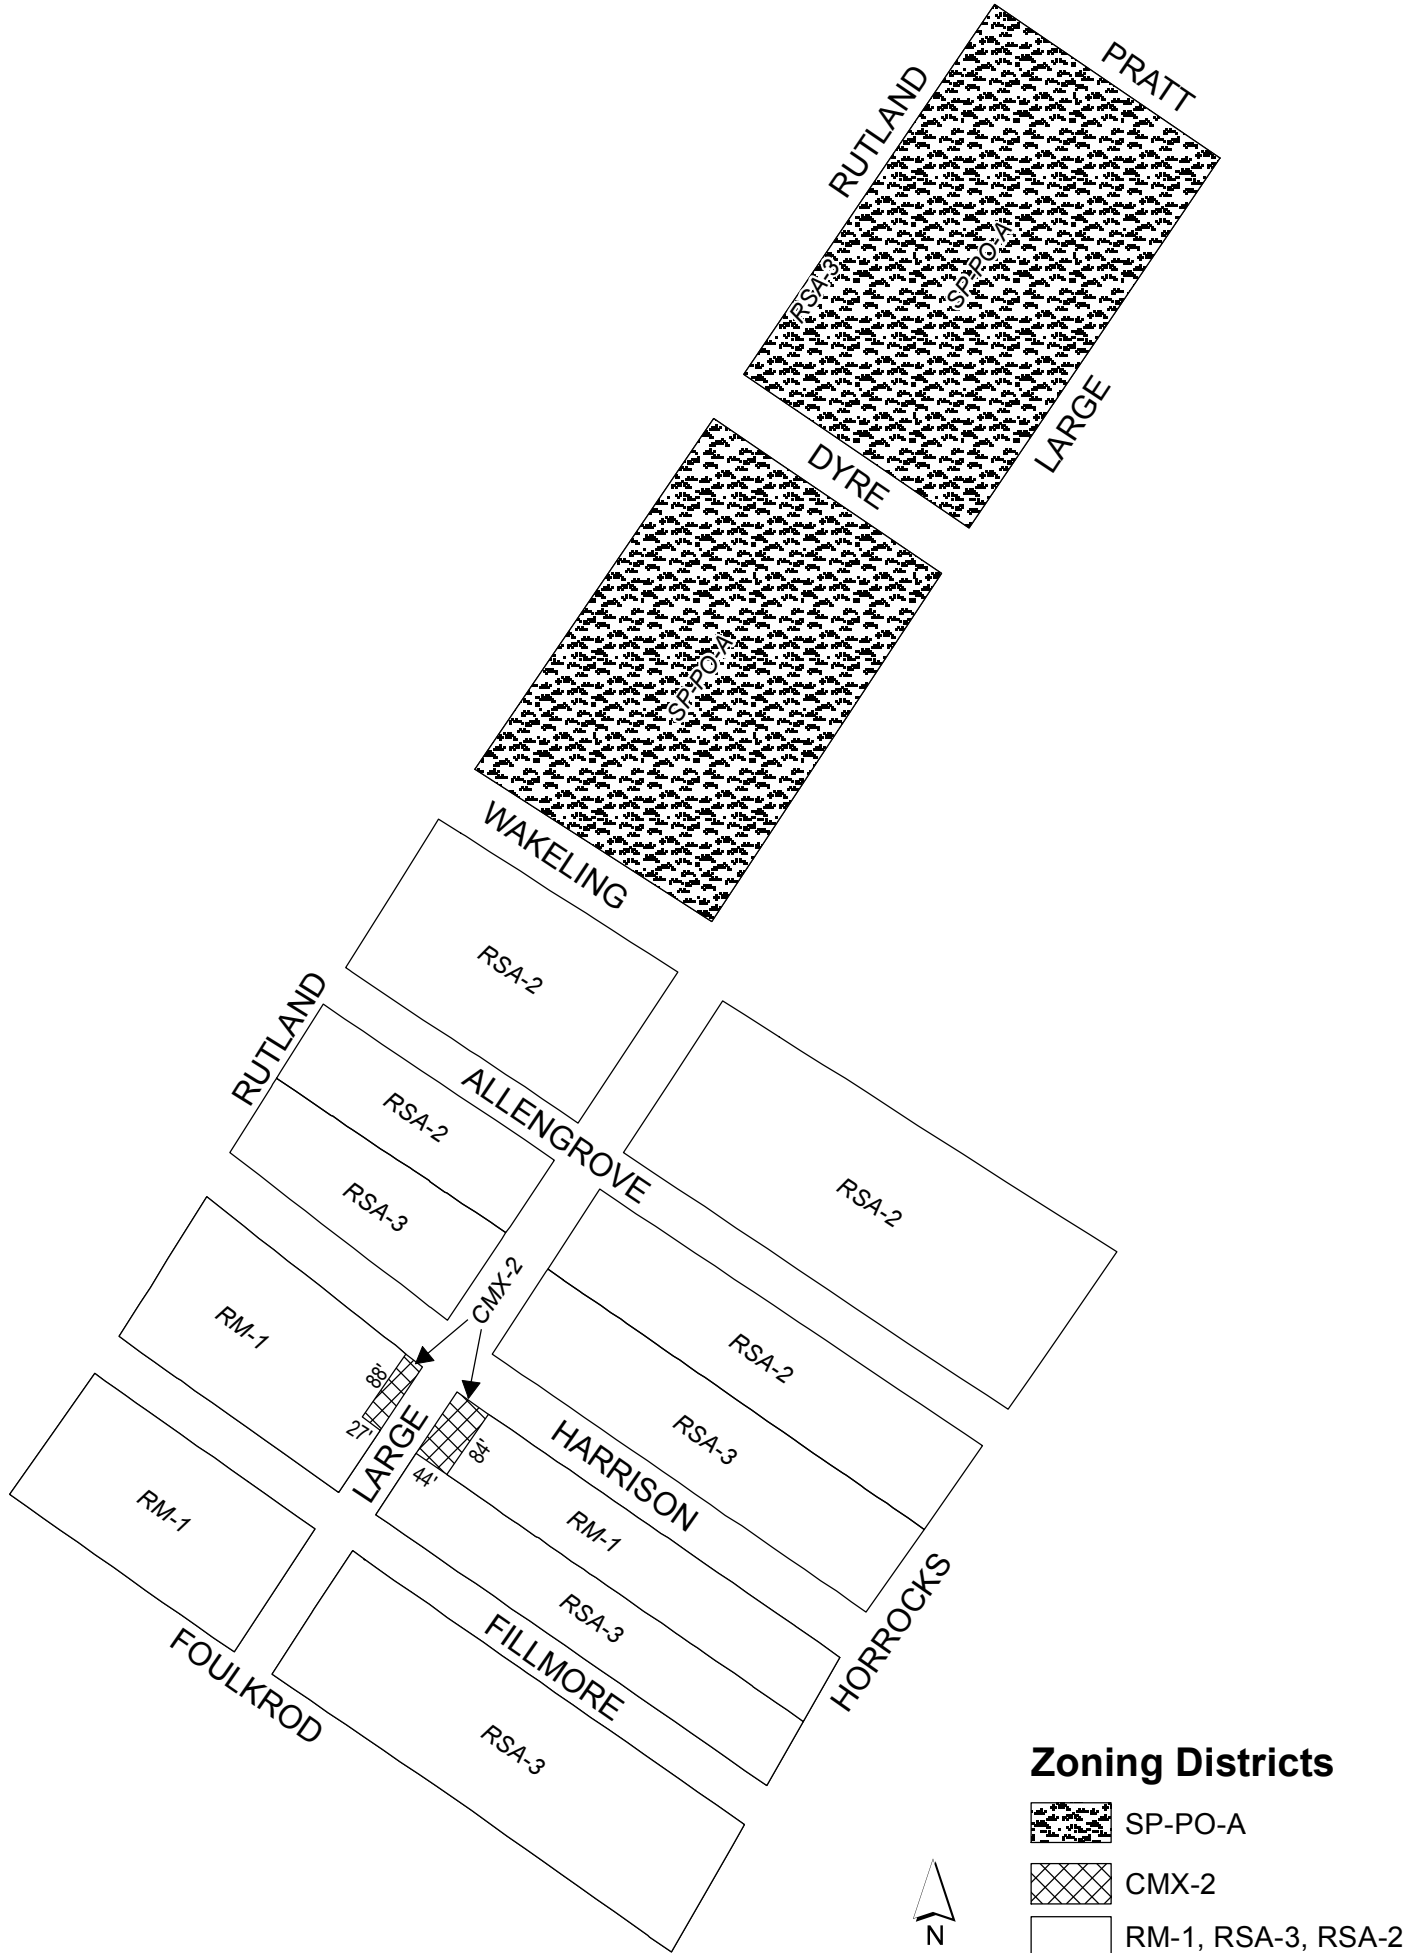 PRATT
RUTLAND
SP-PO-A
RSA-3
LARGE
DYRE
SP-PO-A
WAKELING
RSA-2
RUTLAND
ALLENGROVE
RSA-2
RSA-2
RSA-3
CMX-2
RM-1
RSA-2
88'
27'
LARGE
84'
44'
HARRISON
RSA-3
RM-1
RM-1
RSA-3
HORROCKS
FILLMORE
FOULKROD
RSA-3
Zoning Districts
SP-PO-A
CMX-2
RM-1, RSA-3, RSA-2
N